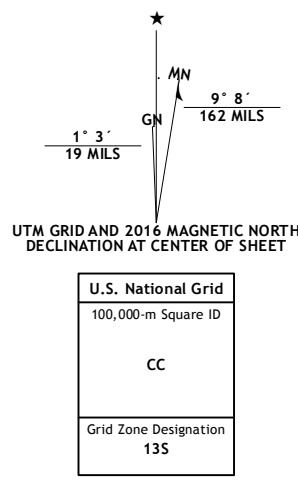 ★
MN
GN
9° 8´
162 MILS
1° 3´
19 MILS
UTM GRID AND 2016 MAGNETIC NORTH
DECLINATION AT CENTER OF SHEET
U.S. National Grid
100,000-m Square ID
CC
Grid Zone Designation
13S